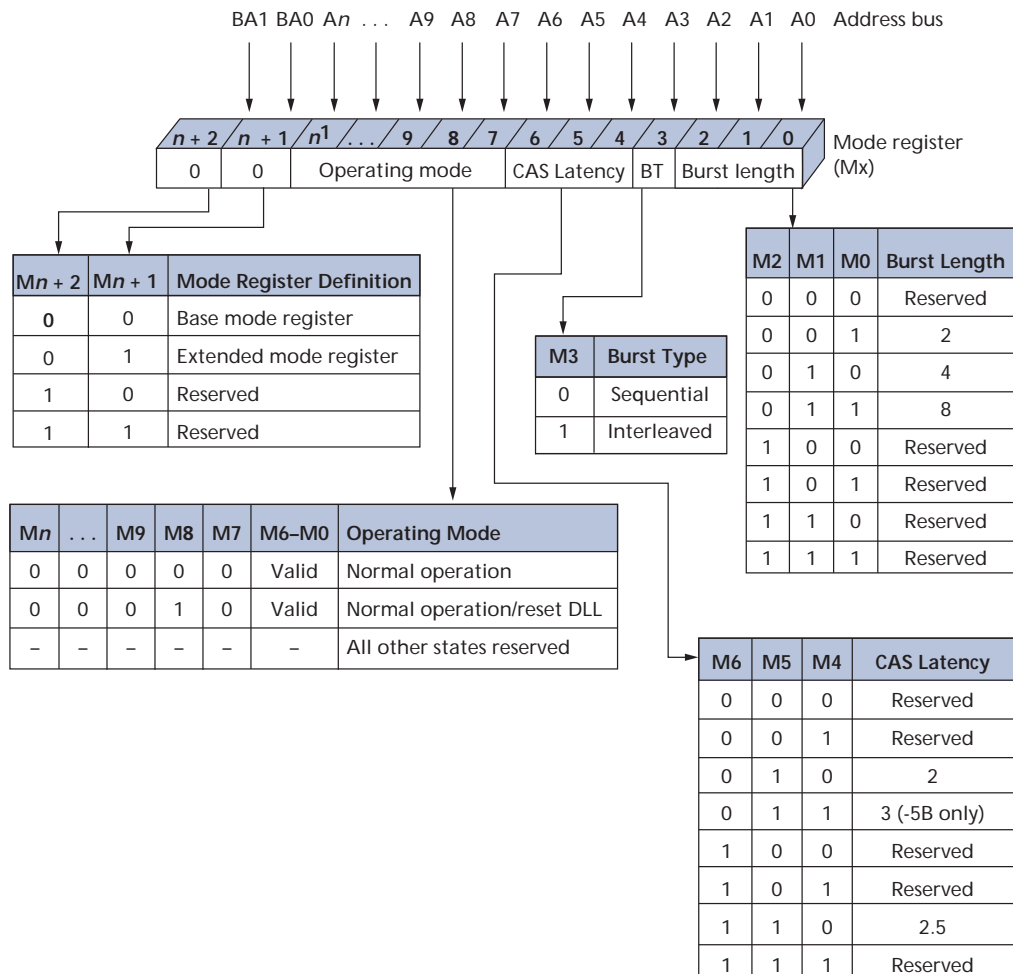 BA1 BA0 An . . . A9 A8 A7 A6 A5 A4 A3 A2 A1 A0 Address bus
n + 2 n + 1 n1 . . . 9 8 7 6 5 4 3 2 1 0 Mode register (Mx)
0 0 Operating mode CAS Latency BT Burst length
Mn + 2 Mn + 1 Mode Register Definition
0 0 Base mode register
0 1 Extended mode register
1 0 Reserved
1 1 Reserved
M3 Burst Type
0 Sequential
1 Interleaved
M2 M1 M0 Burst Length
0 0 0 Reserved
0 0 1 2
0 1 0 4
0 1 1 8
1 0 0 Reserved
1 0 1 Reserved
1 1 0 Reserved
1 1 1 Reserved
Mn . . . M9 M8 M7 M6–M0 Operating Mode
0 0 0 0 0 Valid Normal operation
0 0 0 1 0 Valid Normal operation/reset DLL
– – – – – – All other states reserved
M6 M5 M4 CAS Latency
0 0 0 Reserved
0 0 1 Reserved
0 1 0 2
0 1 1 3 (-5B only)
1 0 0 Reserved
1 0 1 Reserved
1 1 0 2.5
1 1 1 Reserved